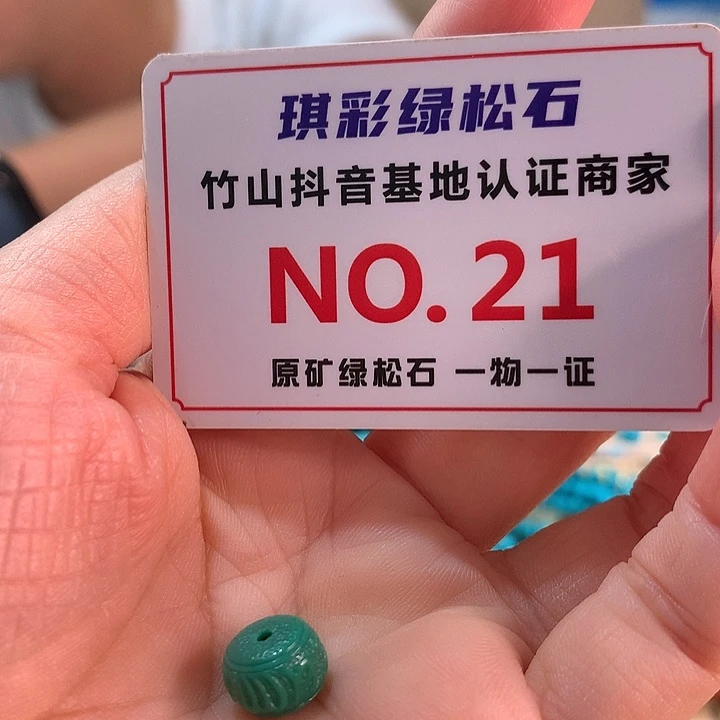 琪彩绿松石
竹山抖音基地认证商家
NO. 21
原矿绿松石 一物一证